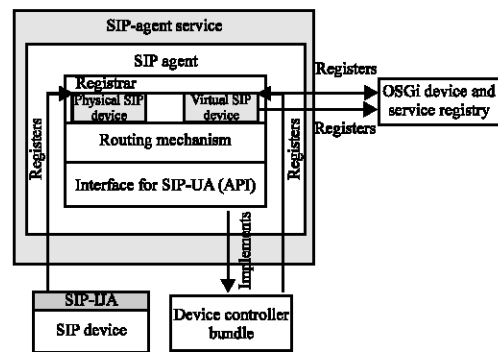 SIP-agent service
SIP agent
Registrar
Physical SIP
device
Virtual SIP
device
Routing mechanism
Interface for SIP-UA (API)
Registers
Registers
Registers
Registers
OSGi device and
service registry
Implements
SIP-UA
SIP device
Device controller
bundle